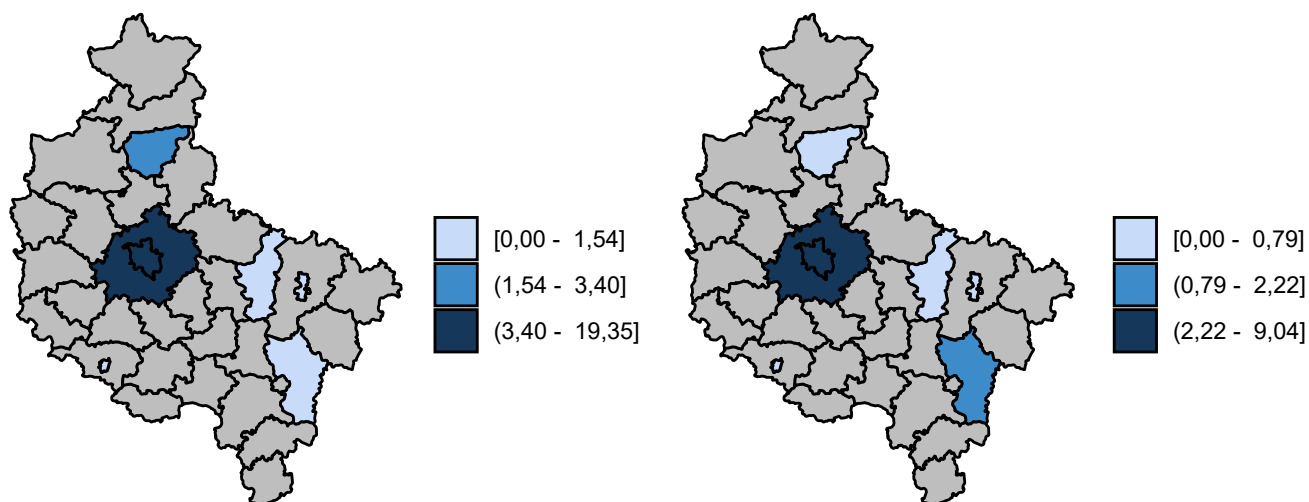 [0,00 - 1,54]
(1,54 - 3,40]
(3,40 - 19,35]
[0,00 - 0,79]
(0,79 - 2,22]
(2,22 - 9,04]